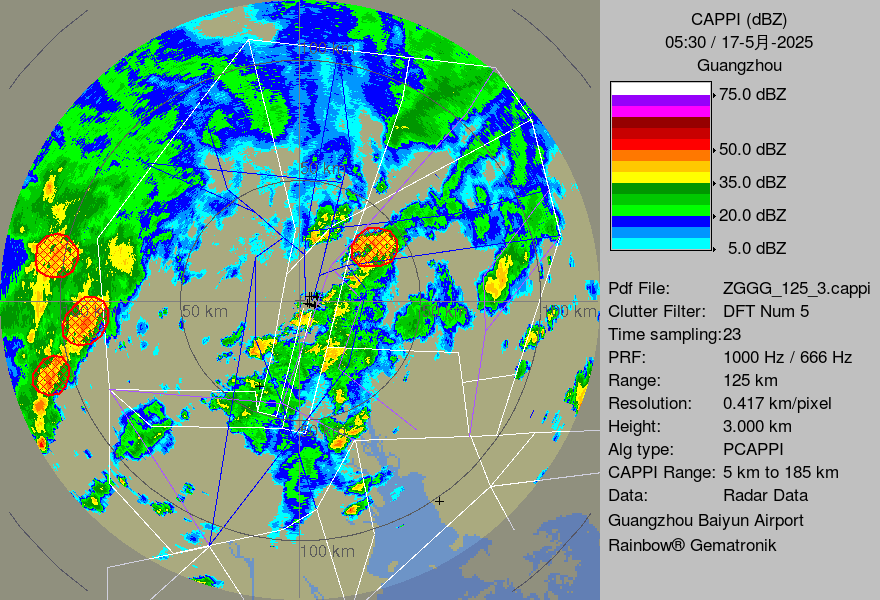 CAPPI (dBZ)
05:30 / 17-5月-2025
Guangzhou
75.0 dBZ
50.0 dBZ
35.0 dBZ
20.0 dBZ
5.0 dBZ
Pdf File: ZGGG_125_3.cappi
Clutter Filter: DFT Num 5
Time sampling:23
PRF: 1000 Hz / 666 Hz
Range: 125 km
Resolution: 0.417 km/pixel
Height: 3.000 km
Alg type: PCAPPI
CAPPI Range: 5 km to 185 km
Data: Radar Data
Guangzhou Baiyun Airport
Rainbow® Gematronik
50 km
100 km
100 km